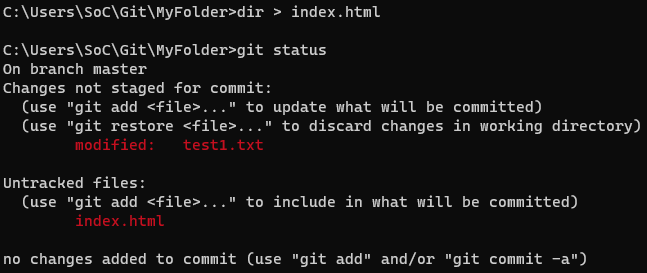 C:\Users\SoC\Git\MyFolder>dir > index.html
C:\Users\SoC\Git\MyFolder>git status
On branch master
Changes not staged for commit:
(use "git add <file>..." to update what will be committed)
(use "git restore <file>..." to discard changes in working directory)
modified: test1.txt
Untracked files:
(use "git add <file>..." to include in what will be committed)
index.html
no changes added to commit (use "git add" and/or "git commit -a")